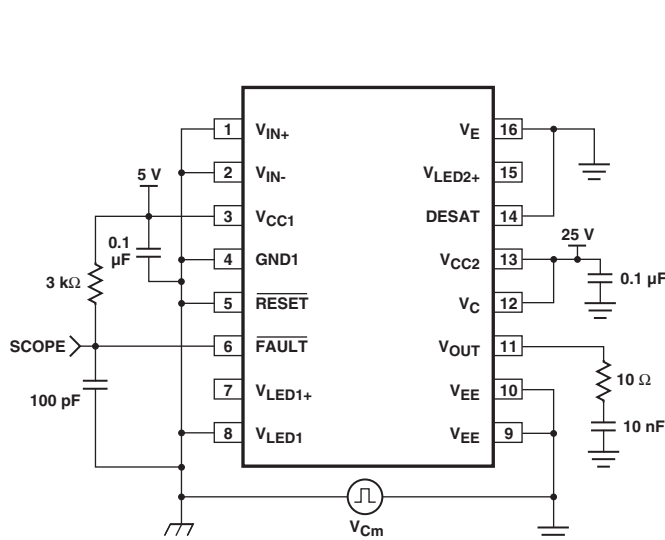 1 V_IN+
V_E 16
2 V_IN-
V_LED2+ 15
5 V
3 V_CC1
DESAT 14
0.1
µF
25 V
4 GND1
V_CC2 13
0.1 µF
3 kΩ
5 RESET
V_C 12
SCOPE
6 FAULT
V_OUT 11
10 Ω
100 pF
7 V_LED1+
V_EE 10
10 nF
8 V_LED1
V_EE 9
V_Cm